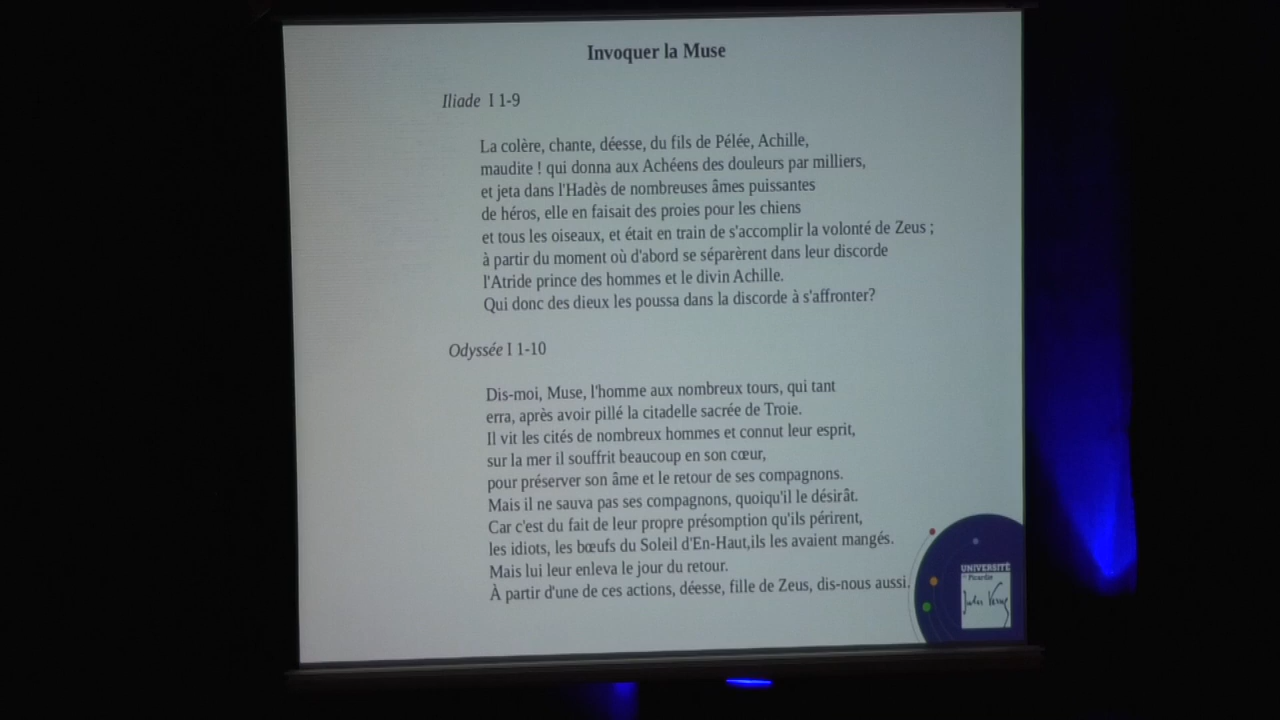 Invoquer la Muse
Iliade I 1-9
La colère, chante, déesse, du fils de Pélée, Achille,
maudite ! qui donna aux Achéens des douleurs par milliers,
et jeta dans l'Hadès de nombreuses âmes puissantes
de héros, elle en faisait des proies pour les chiens
et tous les oiseaux, et était en train de s'accomplir la volonté de Zeus ;
à partir du moment où d'abord se séparèrent dans leur discorde
l'Atride prince des hommes et le divin Achille.
Qui donc des dieux les poussa dans la discorde à s'affronter?
Odyssée I 1-10
Dis-moi, Muse, l'homme aux nombreux tours, qui tant
erra, après avoir pillé la citadelle sacrée de Troie.
Il vit les cités de nombreux hommes et connut leur esprit,
sur la mer il souffrit beaucoup en son cœur,
pour préserver son âme et le retour de ses compagnons.
Mais il ne sauva pas ses compagnons, quoiqu'il le désirât.
Car c'est du fait de leur propre présomption qu'ils périrent,
les idiots, les bœufs du Soleil d'En-Haut,ils les avaient mangés.
Mais lui leur enleva le jour du retour.
À partir d'une de ces actions, déesse, fille de Zeus, dis-nous aussi.
UNIVERSITÉ
de Picardie
Jules Verne